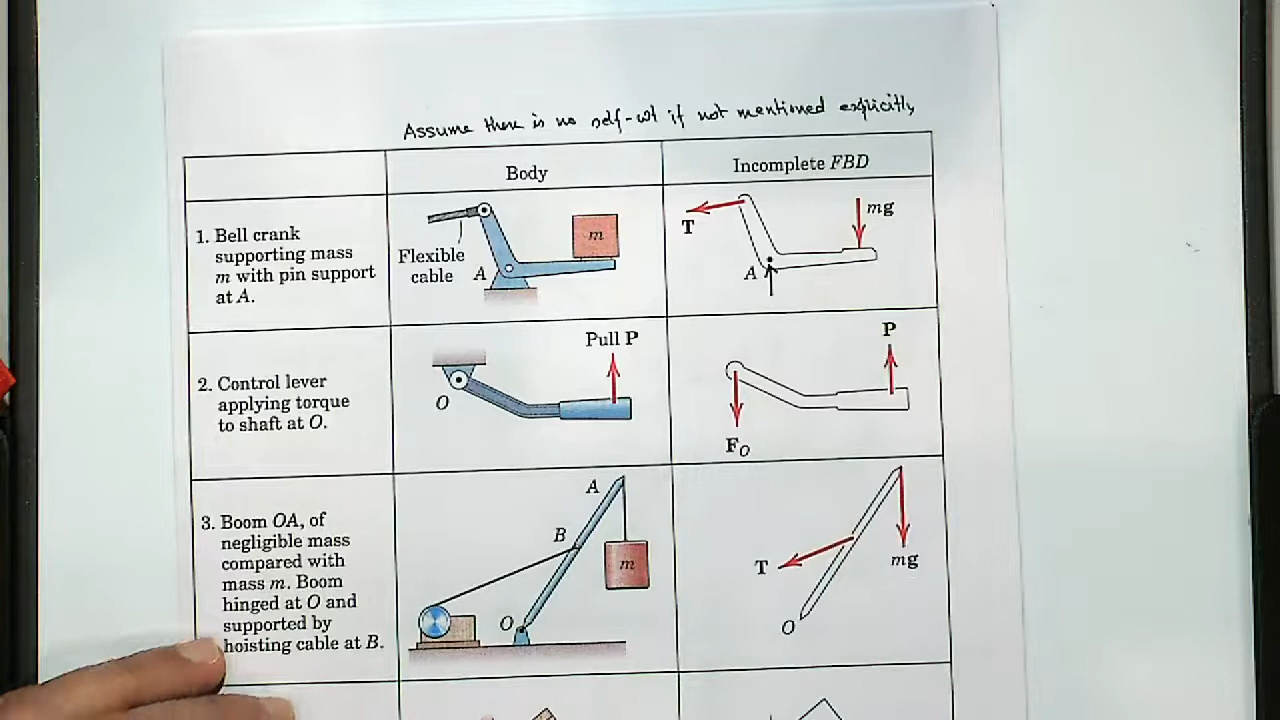 Assume there is no self-wt if not mentioned explicitly
Body
Incomplete FBD
1. Bell crank
supporting mass
m with pin support
at A.
Flexible
cable
A
m
T
mg
A
2. Control lever
applying torque
to shaft at O.
Pull P
O
P
F_O
3. Boom OA, of
negligible mass
compared with
mass m. Boom
hinged at O and
supported by
hoisting cable at B.
A
B
m
O
T
mg
O